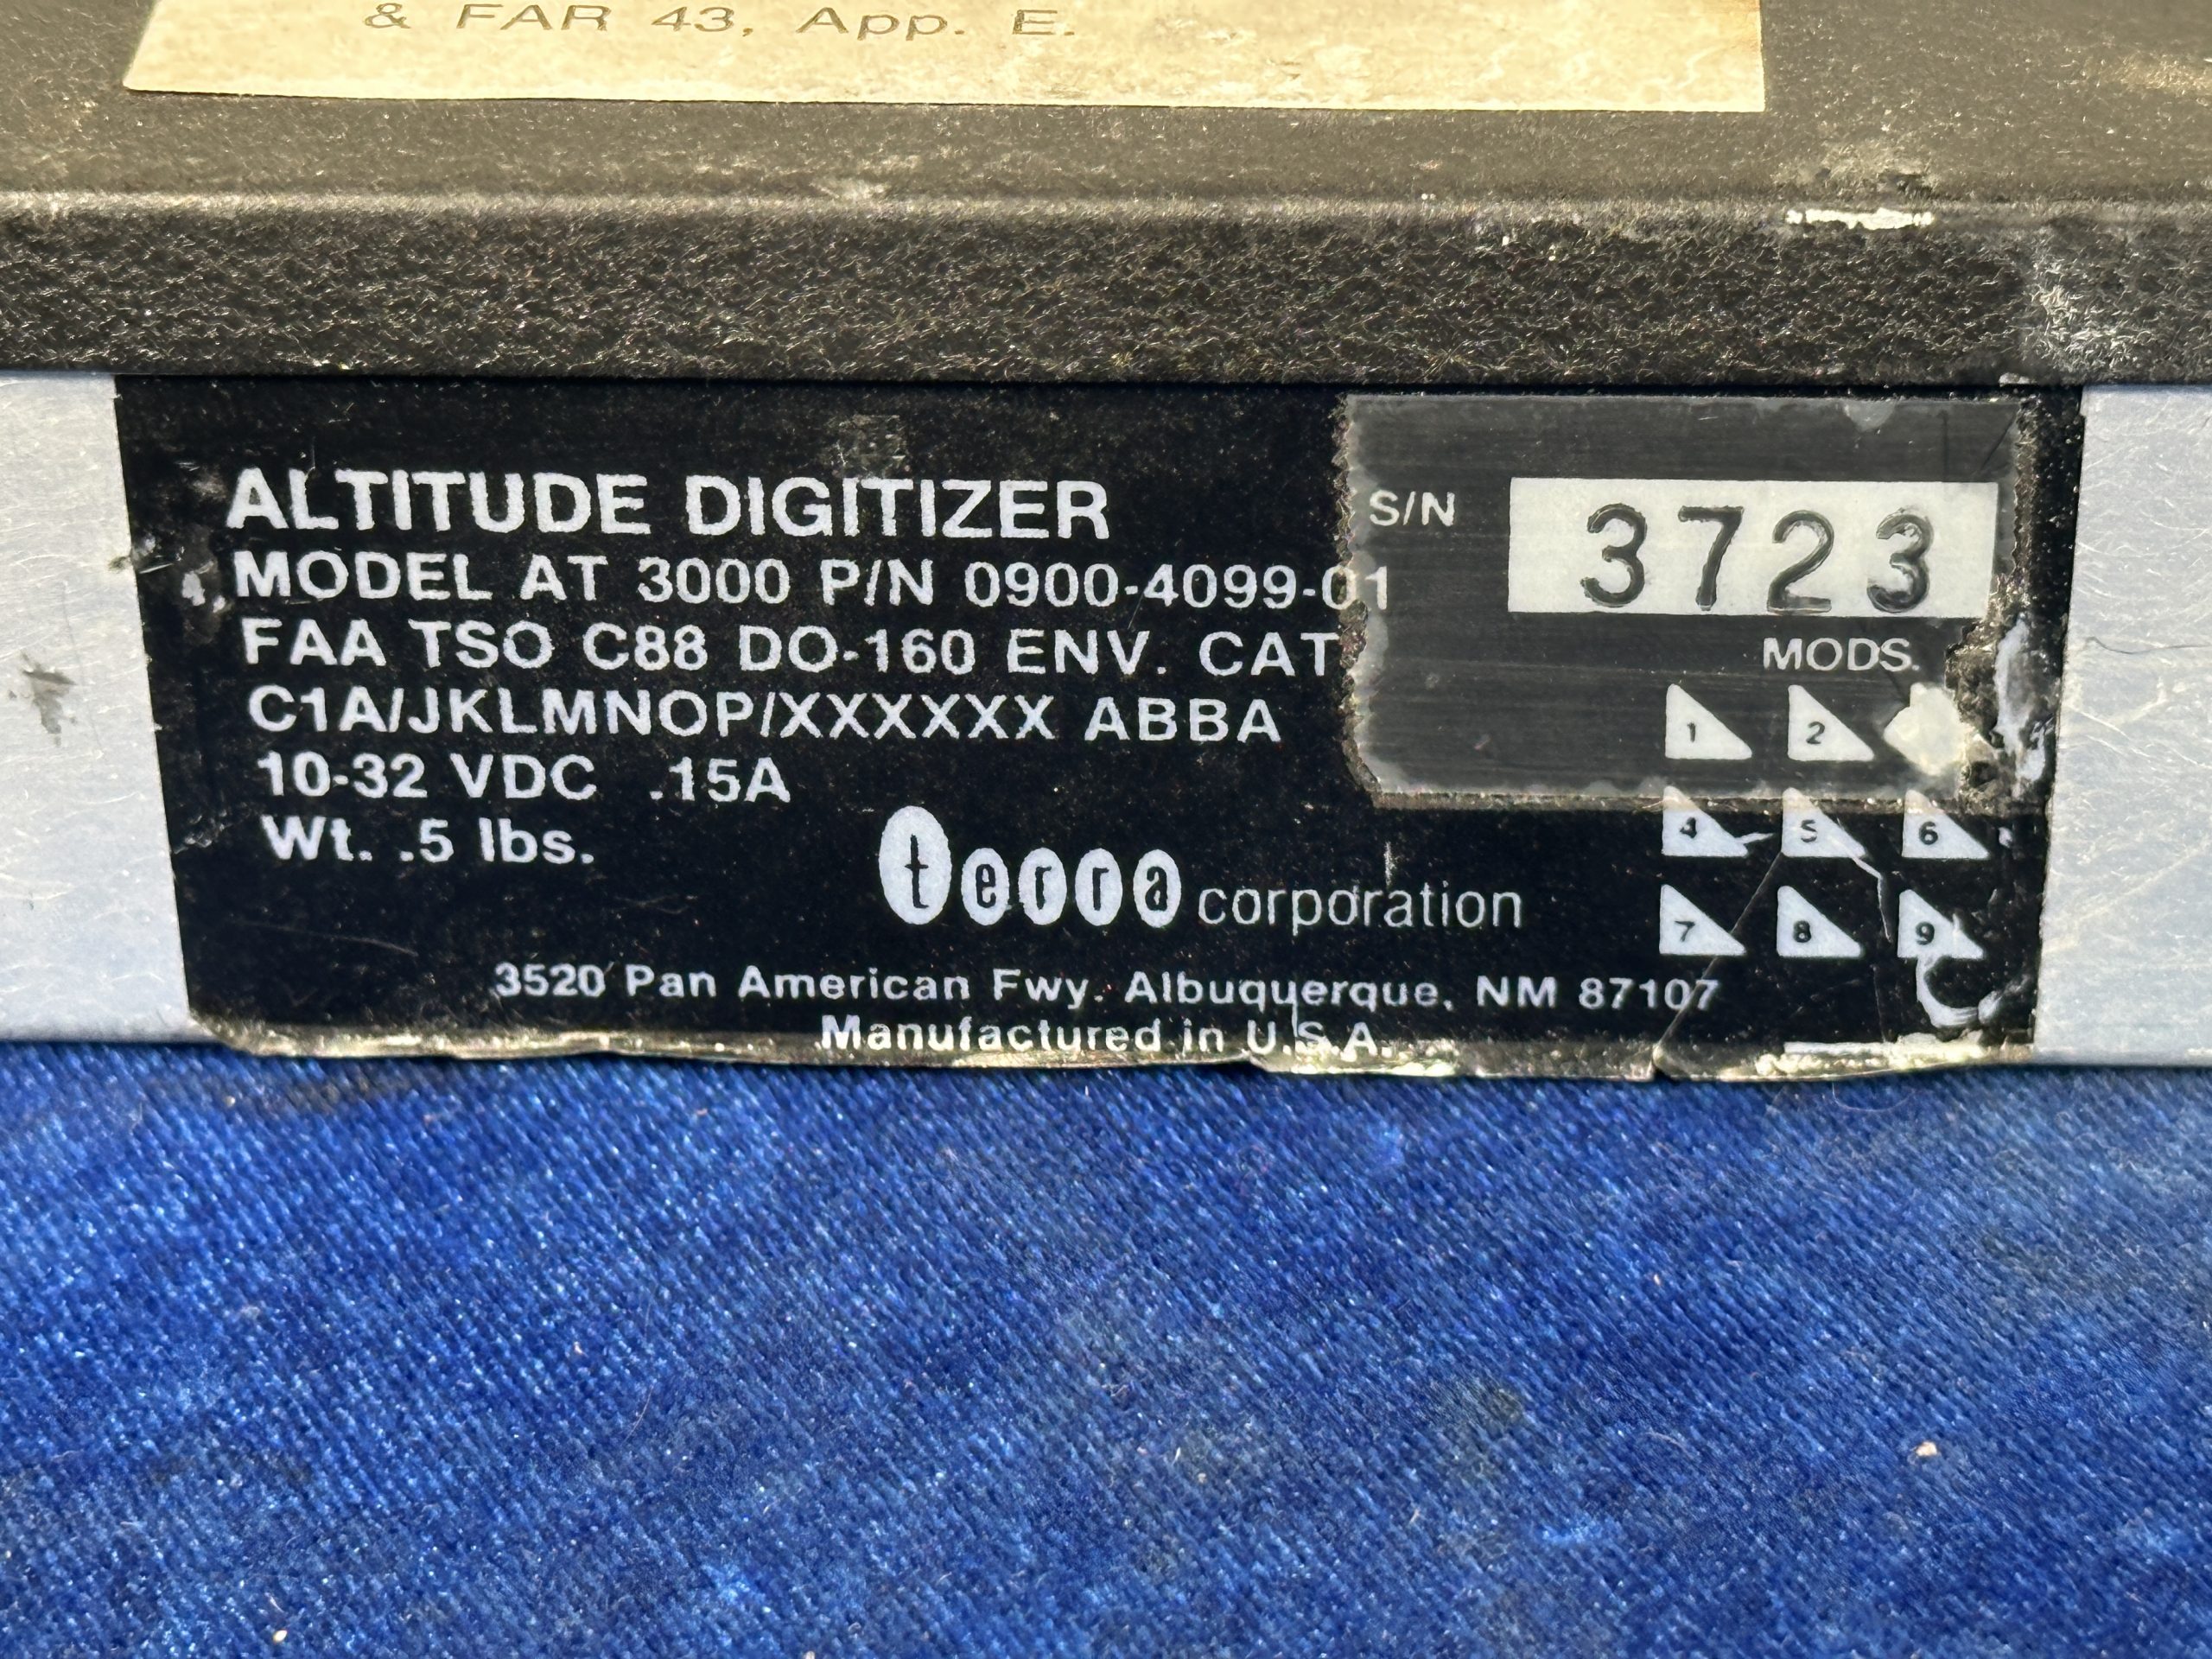 & FAR 43, App. E.
ALTITUDE DIGITIZER
MODEL AT 3000 P/N 0900-4099-01
FAA TSO C88 DO-160 ENV. CAT
C1A/JKLMNOP/XXXXXX ABBA
10-32 VDC .15A
Wt. .5 lbs.
S/N 3723
MODS.
1 2
4 5 6
7 8 9
terra corporation
3520 Pan American Fwy. Albuquerque, NM 87107
Manufactured in U.S.A.